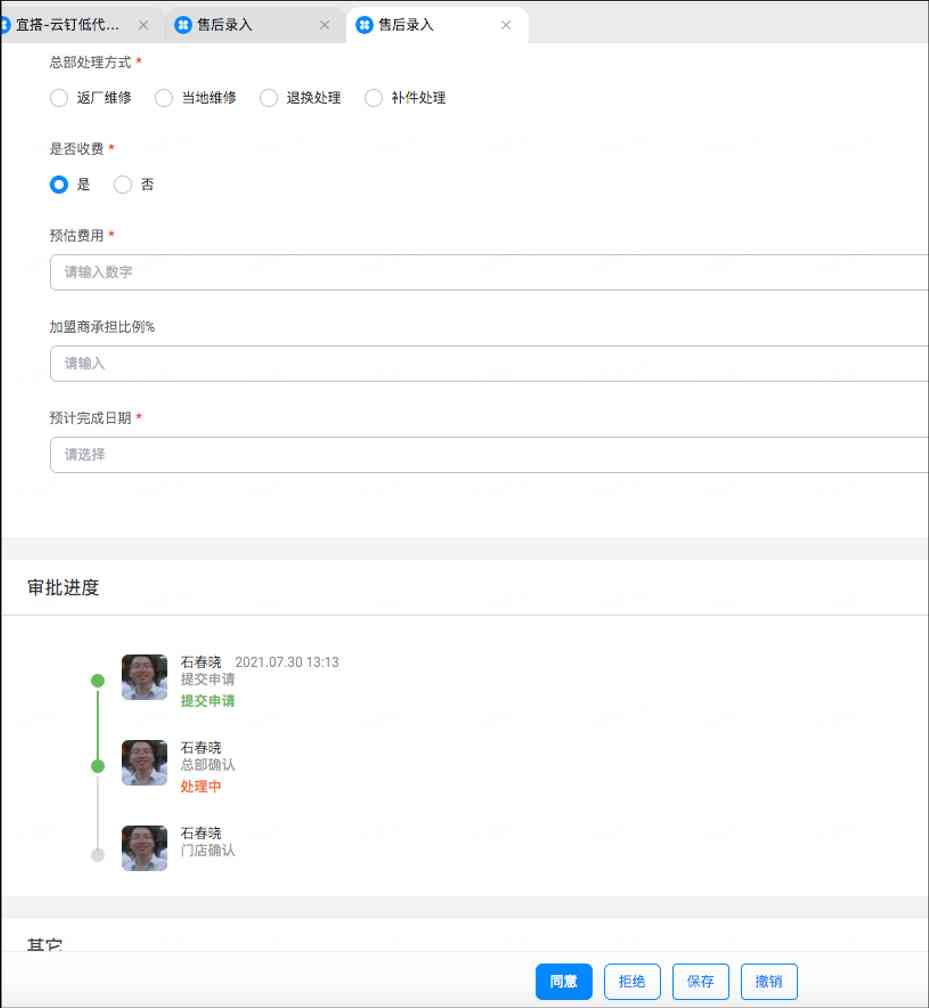 宜搭-云钉低代... 售后录入 售后录入
总部处理方式 *
返厂维修 当地维修 退换处理 补件处理
是否收费 *
是 否
预估费用 *
请输入数字
加盟商承担比例%
请输入
预计完成日期 *
请选择
审批进度
石春晓 2021.07.30 13:13
提交申请
提交申请
石春晓
总部确认
处理中
石春晓
门店确认
其它
同意 拒绝 保存 撤销